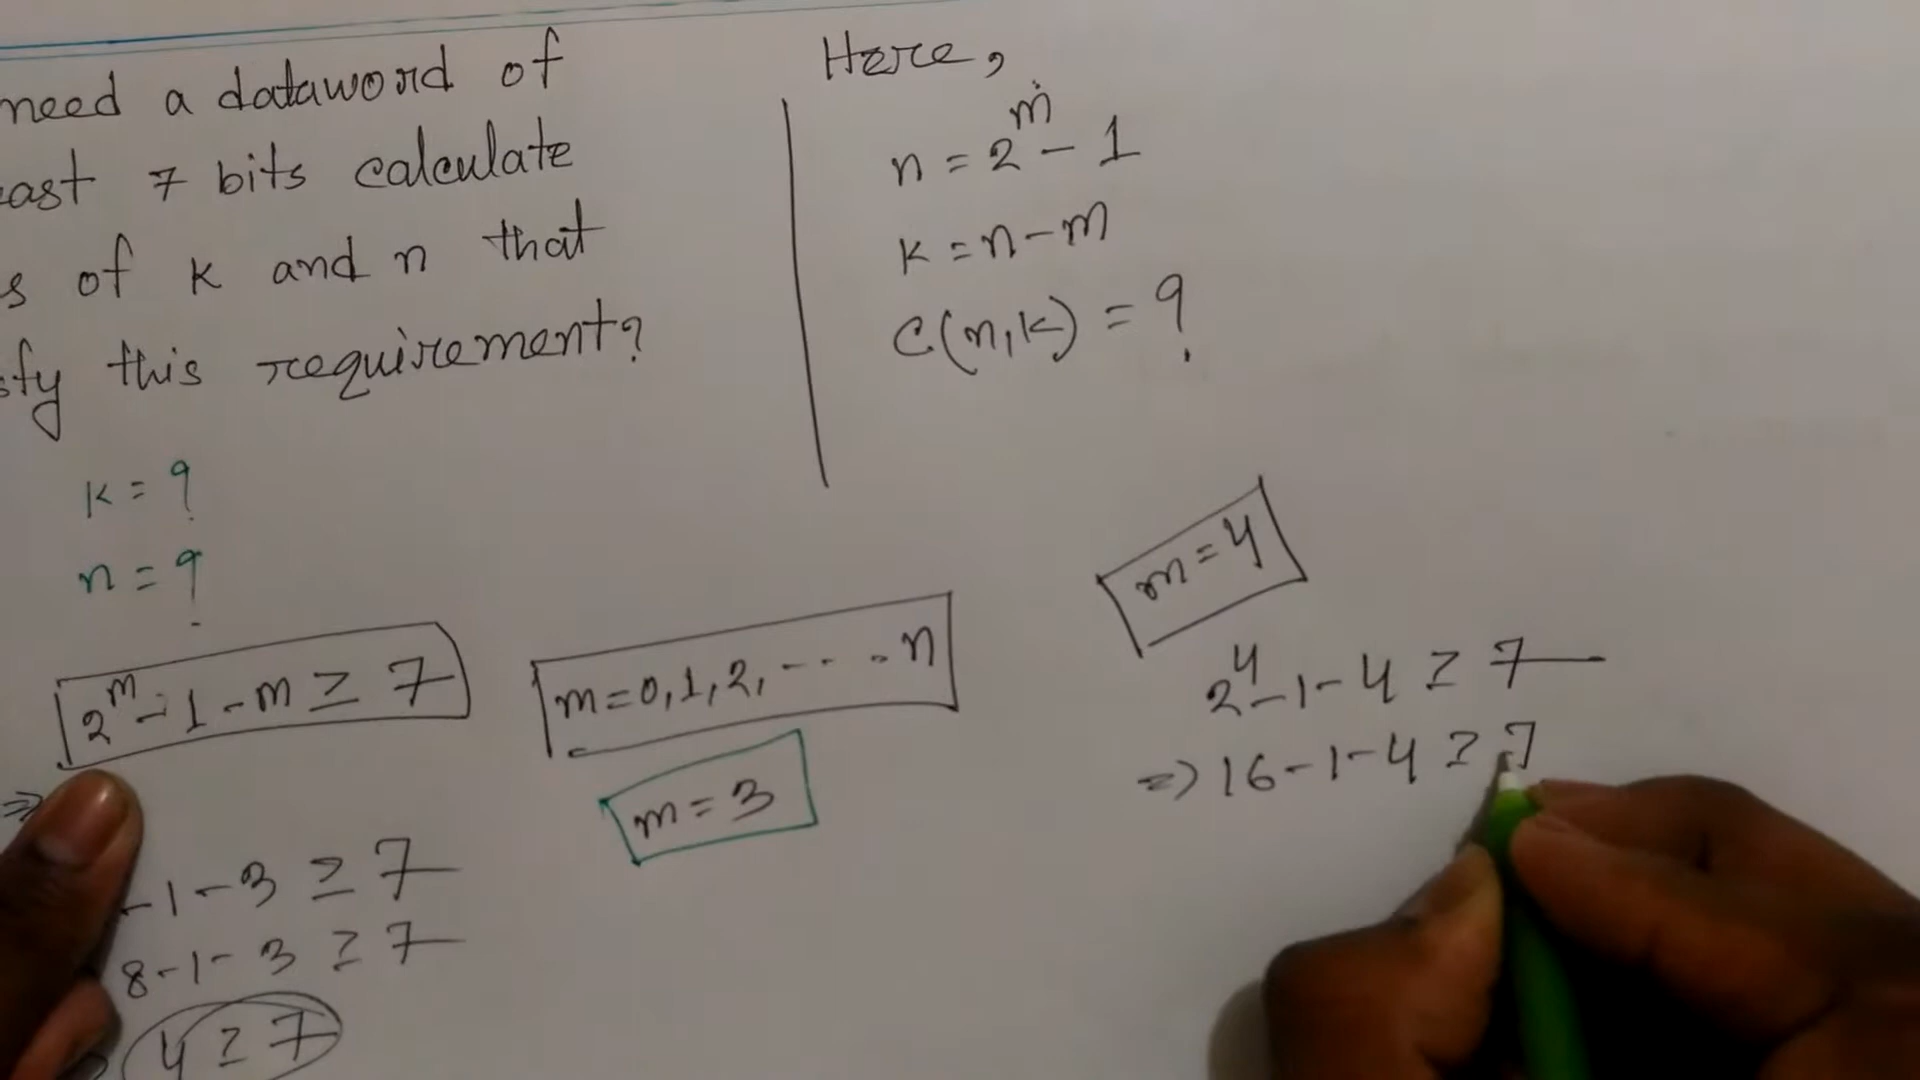 need a dataword of
east 7 bits calculate
s of k and n that
sfy this requirement?
k = ?
n = ?
Here,
n = 2^m - 1
k = n - m
C(n,k) = ?
2^m - 1 - m ≥ 7
m = 0, 1, 2, ---- n
m = 3
⇒
-1-3 ≥ 7
8-1-3 ≥ 7
4 ≥ 7
m = 4
2^4 - 1 - 4 ≥ 7
⇒ 16-1-4 ≥ 7